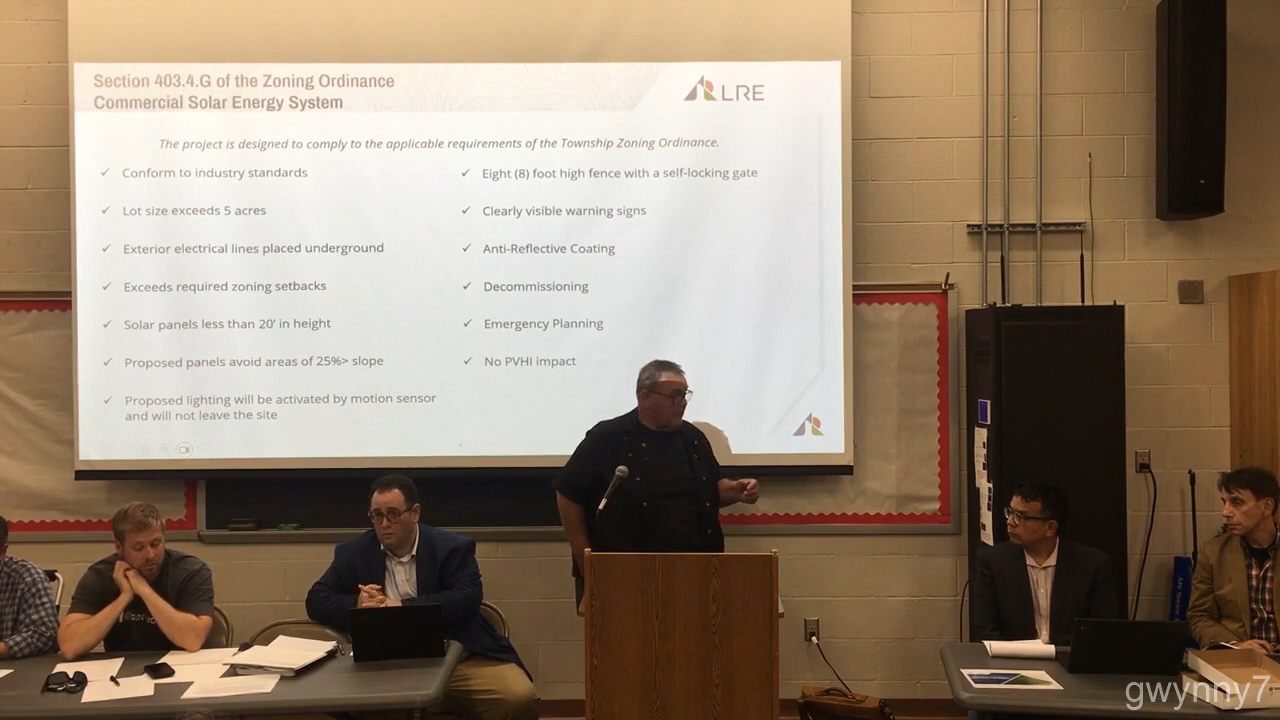 Section 403.4.G of the Zoning Ordinance
Commercial Solar Energy System
LRE
The project is designed to comply to the applicable requirements of the Township Zoning Ordinance.
✓ Conform to industry standards
✓ Lot size exceeds 5 acres
✓ Exterior electrical lines placed underground
✓ Exceeds required zoning setbacks
✓ Solar panels less than 20' in height
✓ Proposed panels avoid areas of 25%> slope
✓ Proposed lighting will be activated by motion sensor
and will not leave the site
✓ Eight (8) foot high fence with a self-locking gate
✓ Clearly visible warning signs
✓ Anti-Reflective Coating
✓ Decommissioning
✓ Emergency Planning
✓ No PVHI impact
gwynny7